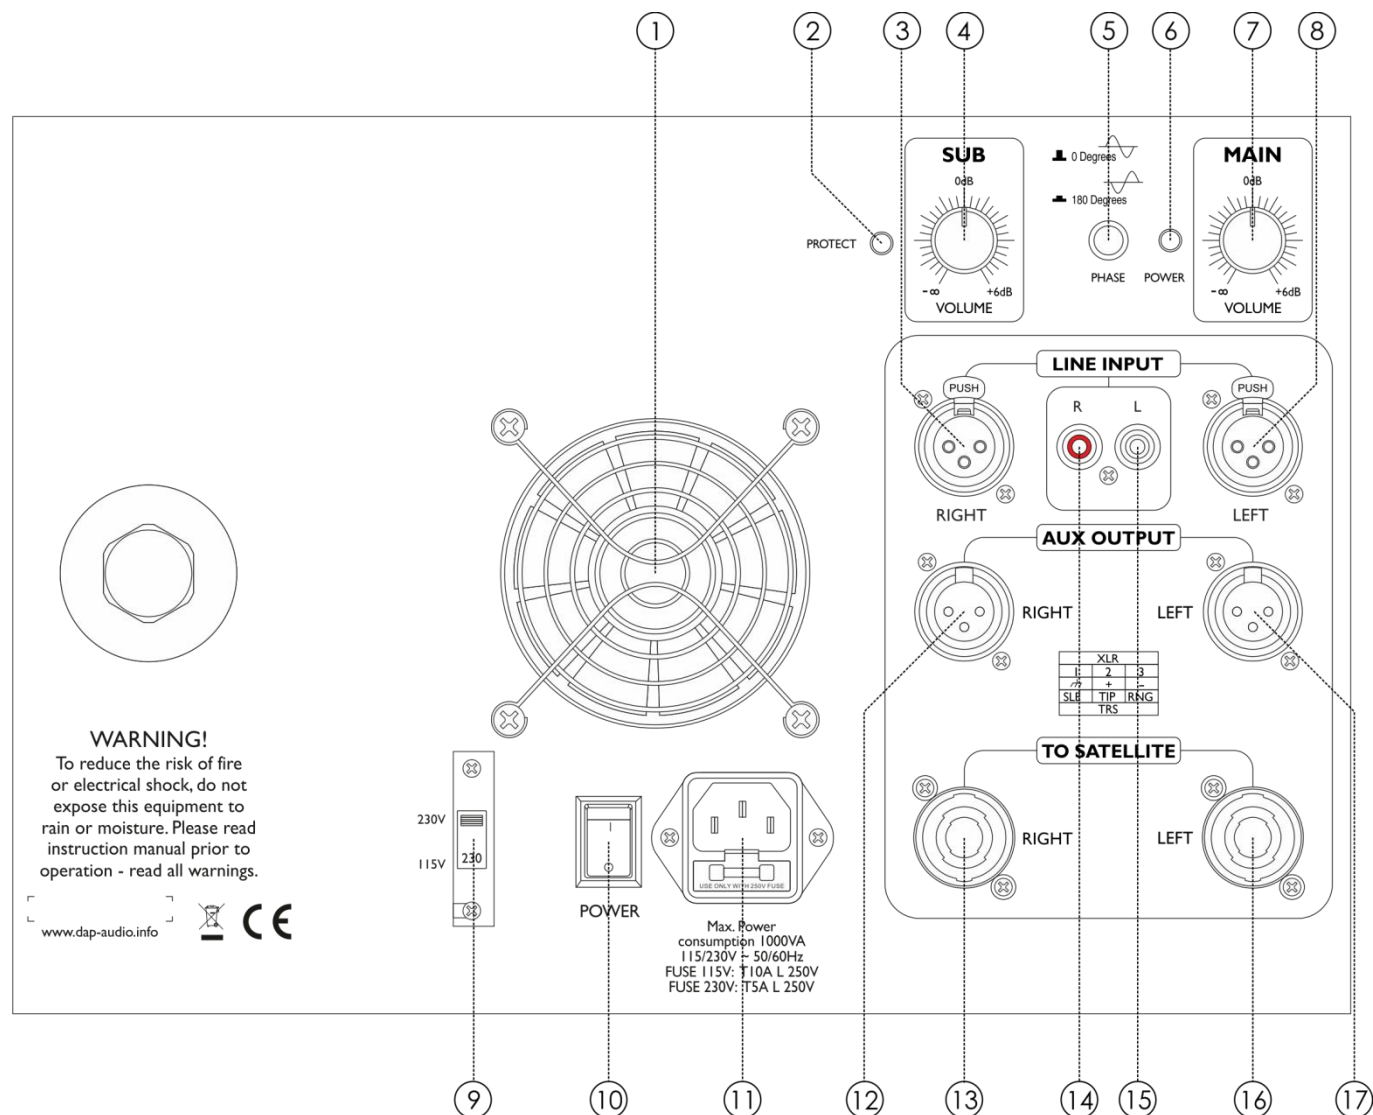 1 2 3 4 5 6 7 8
SUB
0dB
-∞ +6dB
VOLUME
0 Degrees
180 Degrees
PROTECT
PHASE
POWER
MAIN
0dB
-∞ +6dB
VOLUME
LINE INPUT
PUSH
R L
PUSH
RIGHT
LEFT
AUX OUTPUT
RIGHT LEFT
XLR
1 2 3
+ –
SLE TIP RNG
TRS
TO SATELLITE
RIGHT LEFT
WARNING!
To reduce the risk of fire
or electrical shock, do not
expose this equipment to
rain or moisture. Please read
instruction manual prior to
operation - read all warnings.
www.dap-audio.info
CE
230V
115V
230
I
POWER
USE ONLY WITH 250V FUSE
Max. Power
consumption 1000VA
115/230V ~ 50/60Hz
FUSE 115V: T10A L 250V
FUSE 230V: T5A L 250V
9 10 11 12 13 14 15 16 17